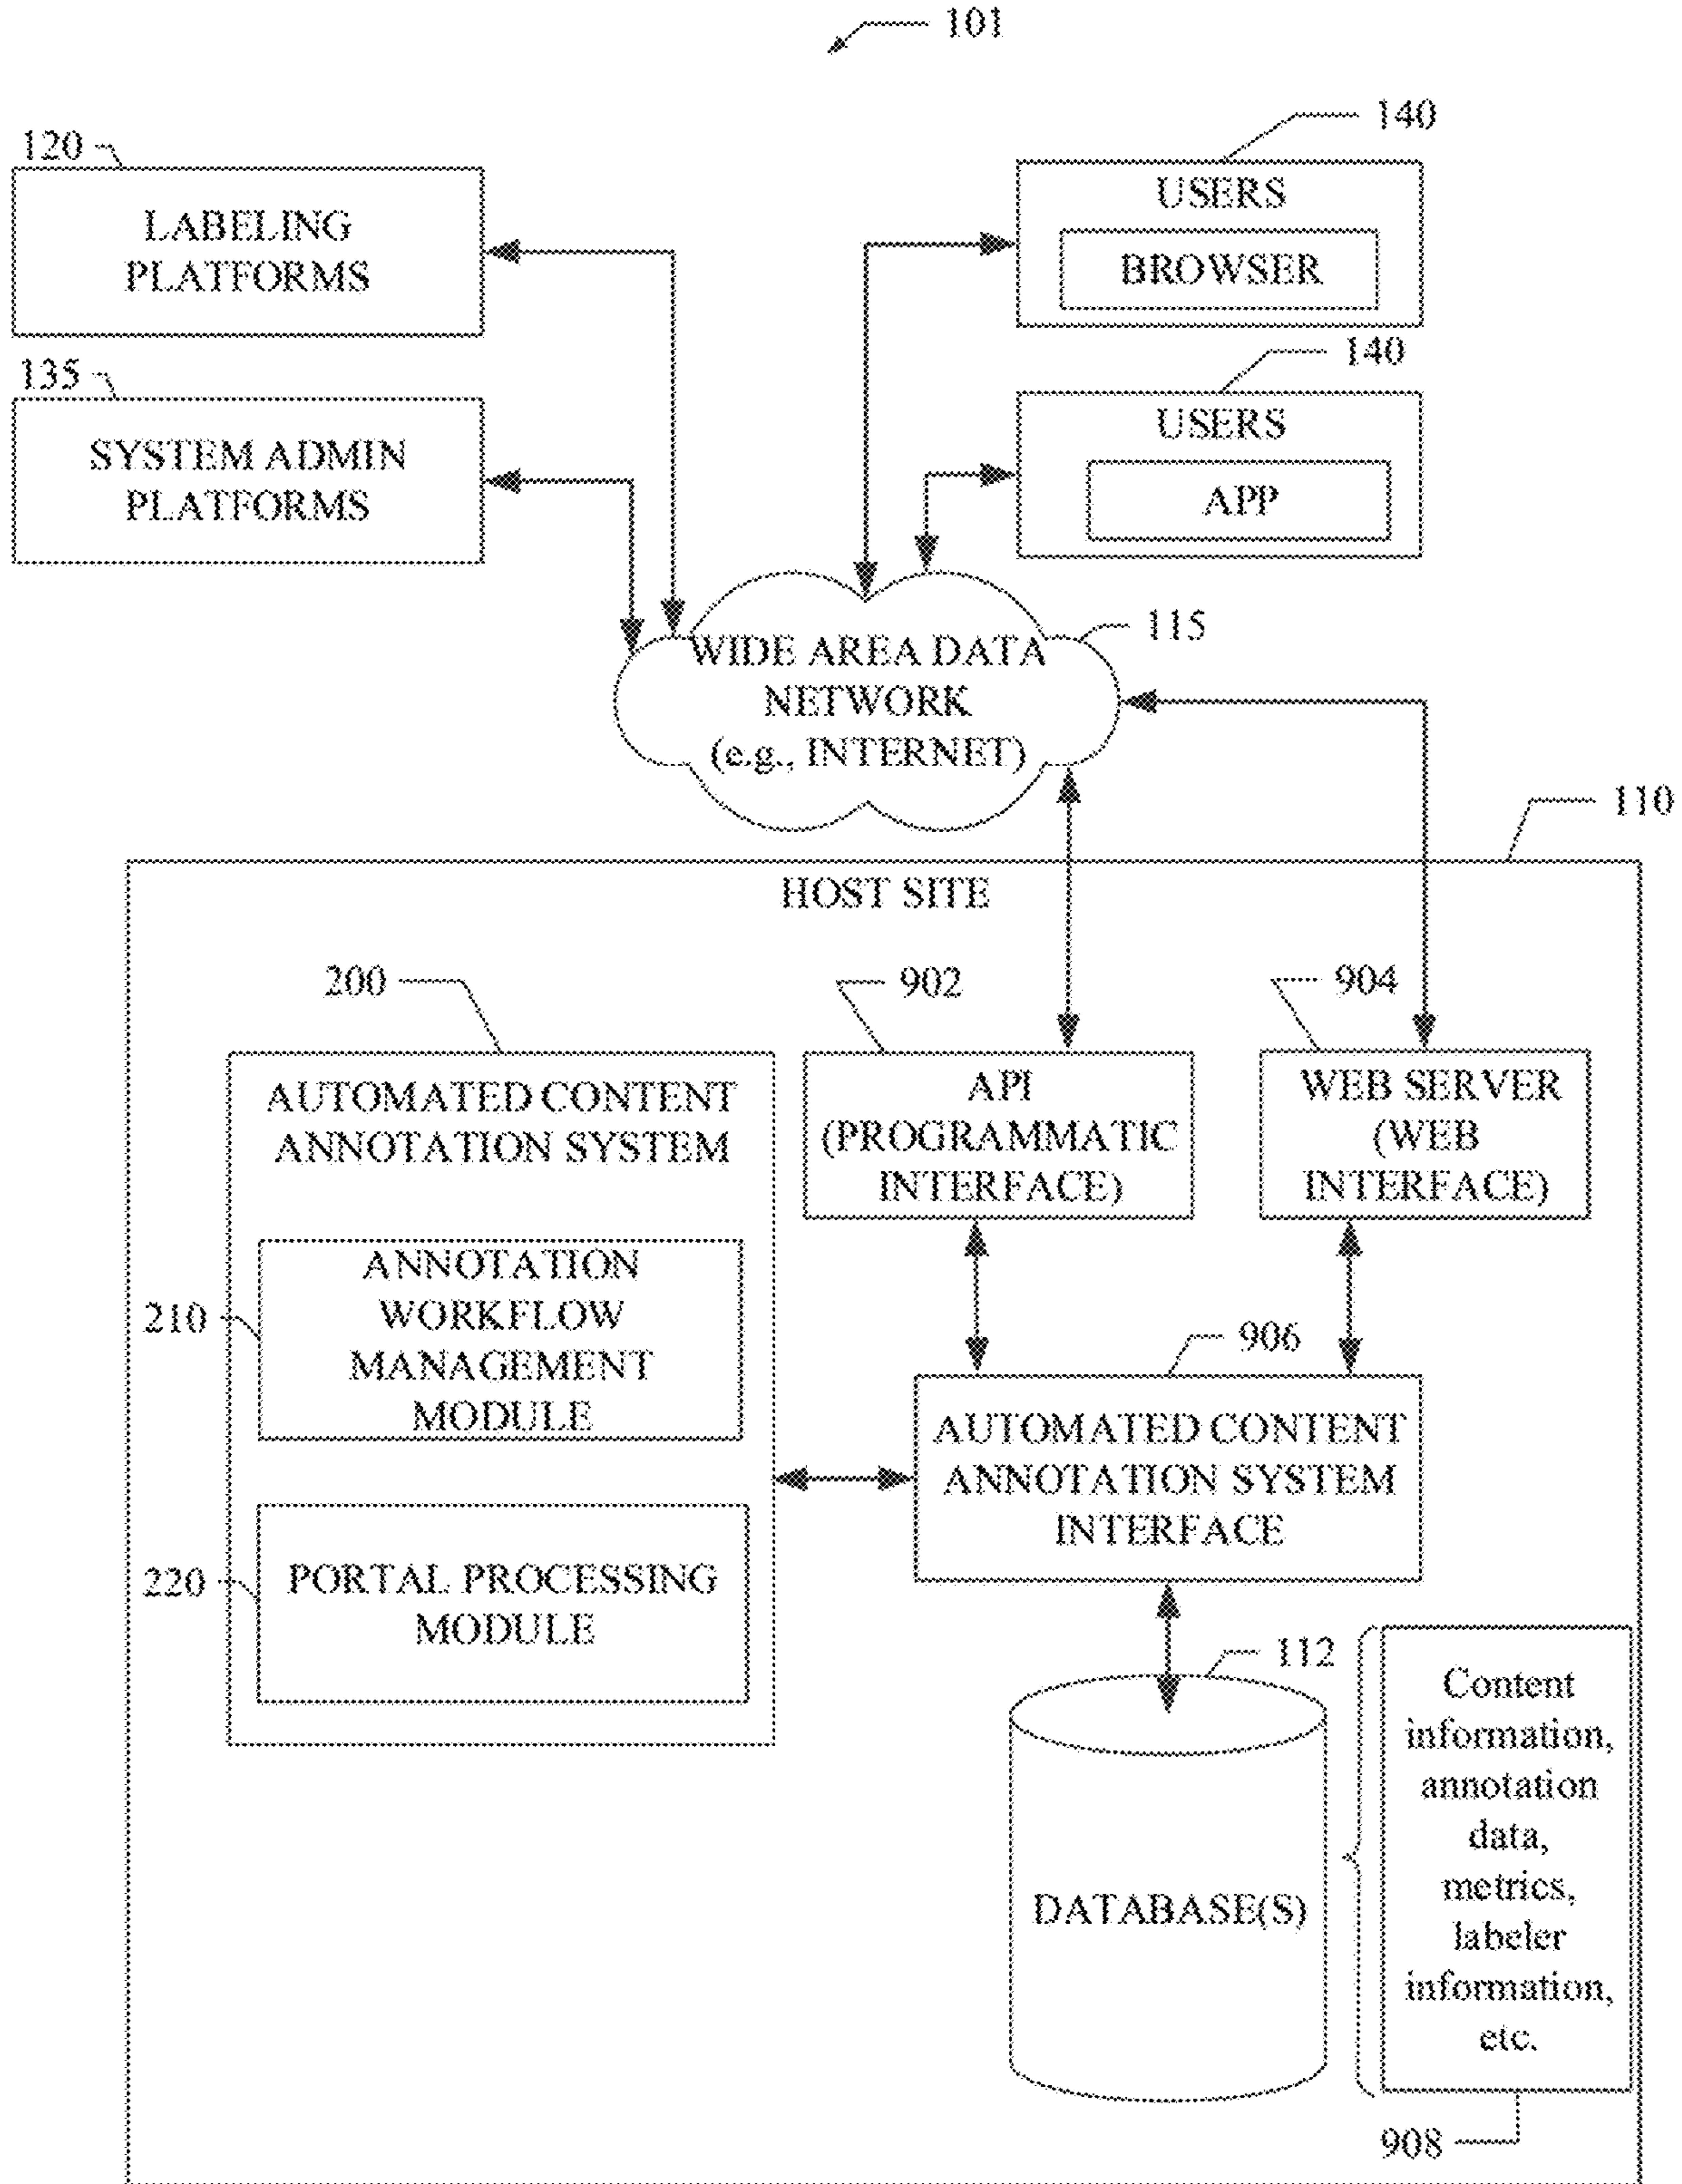 101
120
LABELING
PLATFORMS
140
USERS
BROWSER
135
SYSTEM ADMIN
PLATFORMS
140
USERS
APP
115
WIDE AREA DATA
NETWORK
(e.g., INTERNET)
110
HOST SITE
200
AUTOMATED CONTENT
ANNOTATION SYSTEM
210
ANNOTATION
WORKFLOW
MANAGEMENT
MODULE
220
PORTAL PROCESSING
MODULE
902
API
(PROGRAMMATIC
INTERFACE)
904
WEB SERVER
(WEB
INTERFACE)
906
AUTOMATED CONTENT
ANNOTATION SYSTEM
INTERFACE
112
DATABASE(S)
Content
information,
annotation
data,
metrics,
labeler
information,
etc.
908